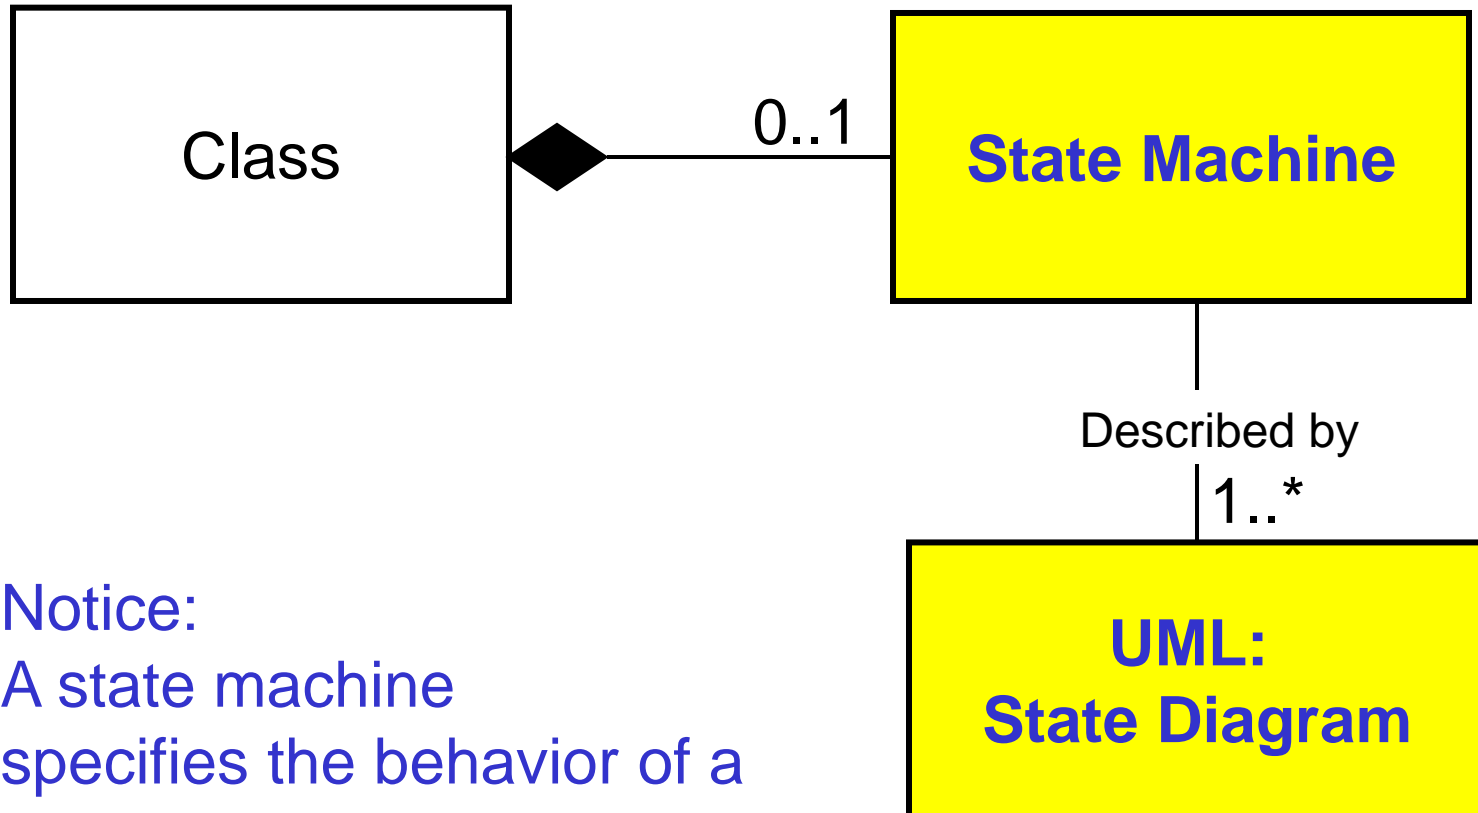 Class
0..1
State Machine
Described by
1..*
UML:
State Diagram
Notice:
A state machine
specifies the behavior of a